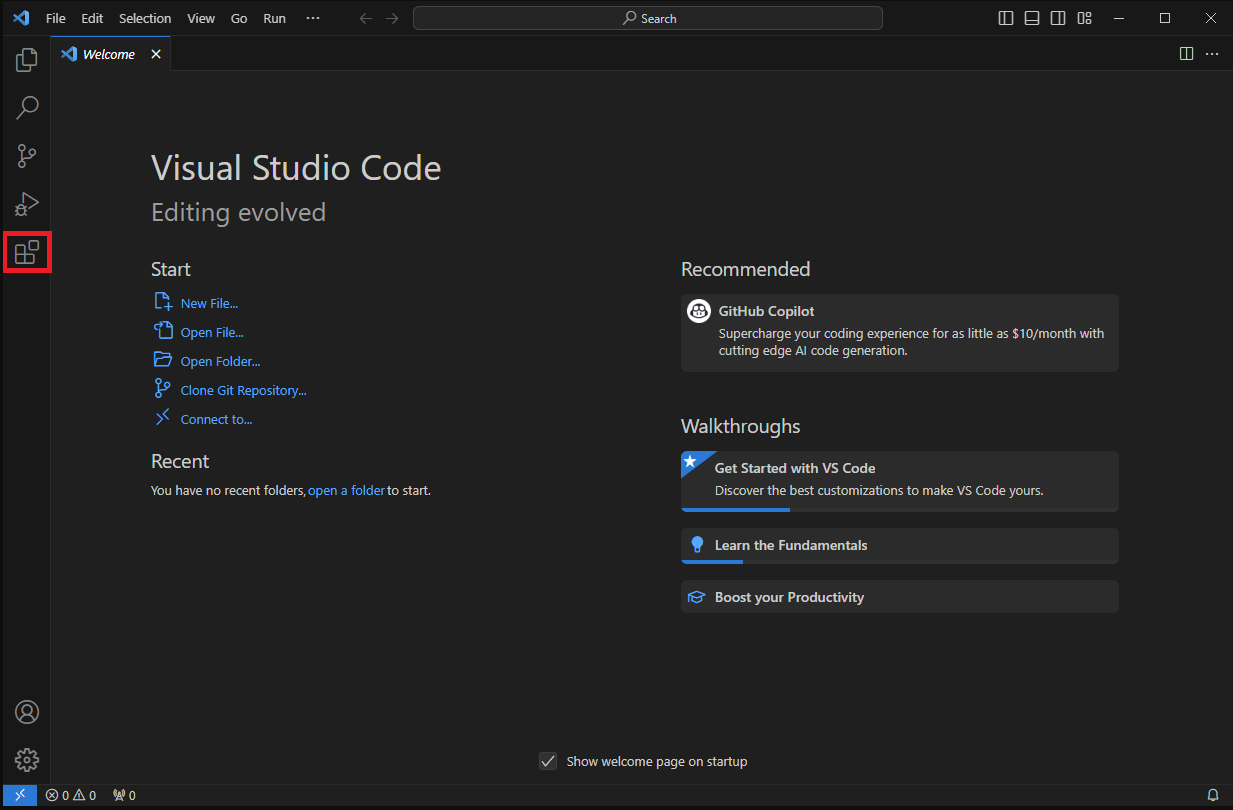 File Edit Selection View Go Run ···
Search
Welcome
Visual Studio Code
Editing evolved
Start
New File...
Open File...
Open Folder...
Clone Git Repository...
Connect to...
Recent
You have no recent folders, open a folder to start.
Recommended
GitHub Copilot
Supercharge your coding experience for as little as $10/month with
cutting edge AI code generation.
Walkthroughs
Get Started with VS Code
Discover the best customizations to make VS Code yours.
Learn the Fundamentals
Boost your Productivity
Show welcome page on startup
0 0 0